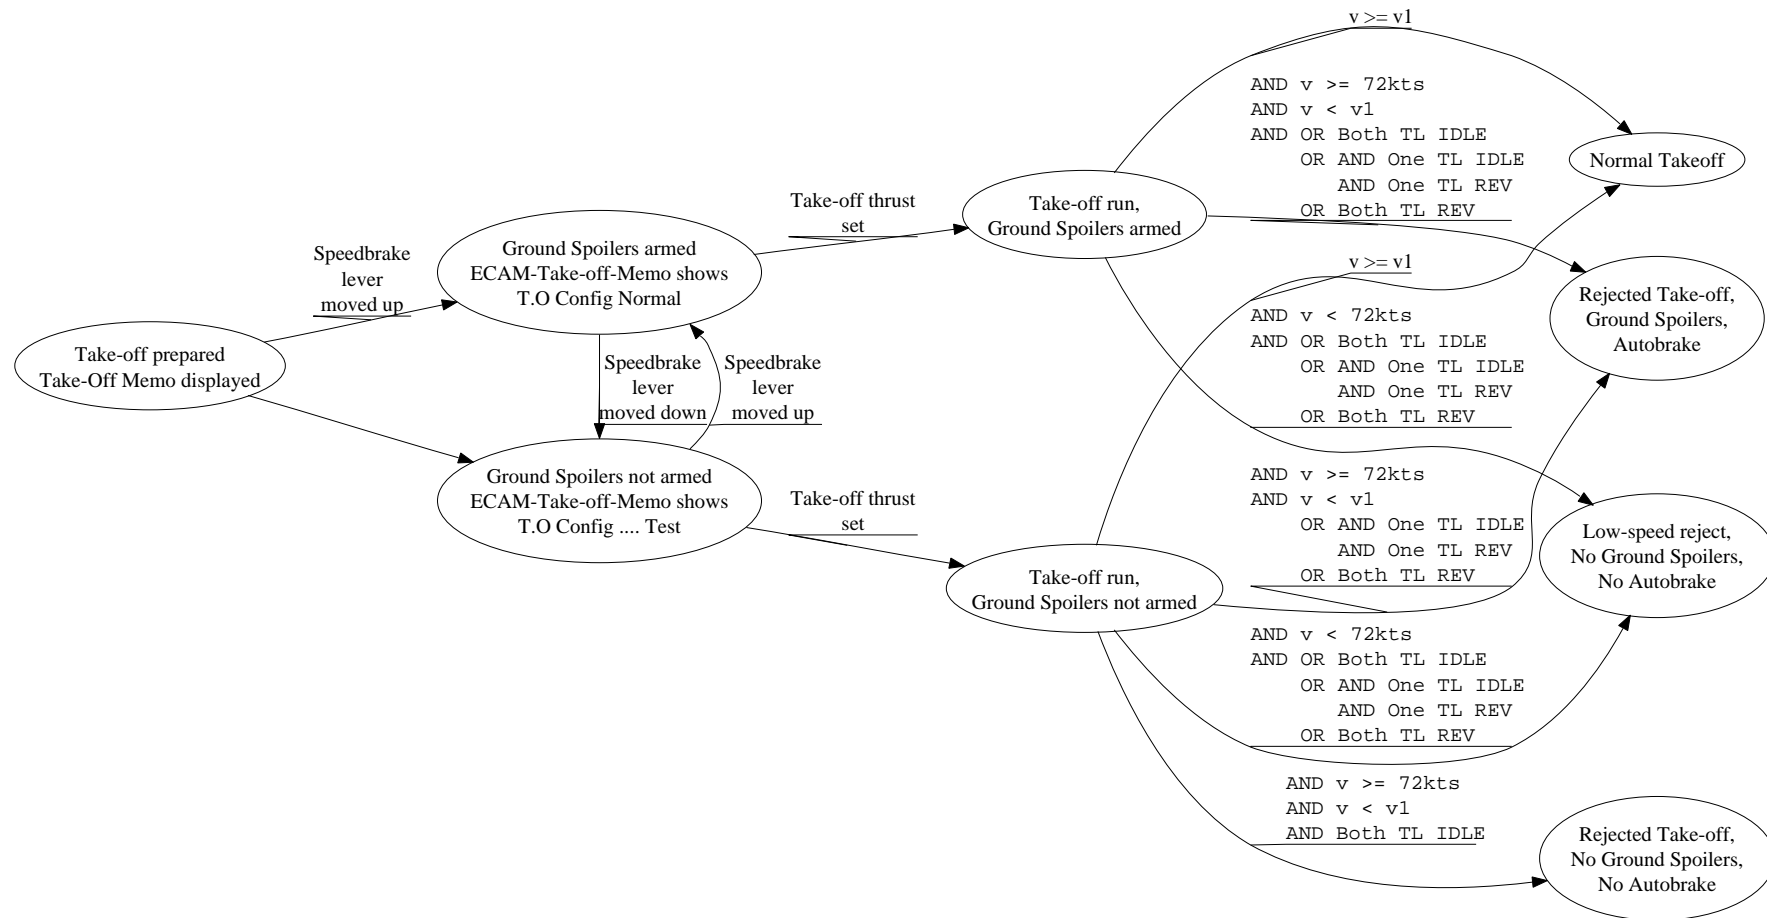 Take-off prepared
Take-Off Memo displayed
Speedbrake
lever
moved up
Ground Spoilers armed
ECAM-Take-off-Memo shows
T.O Config Normal
Speedbrake
lever
moved down
Speedbrake
lever
moved up
Ground Spoilers not armed
ECAM-Take-off-Memo shows
T.O Config .... Test
Take-off thrust
set
Take-off thrust
set
Take-off run,
Ground Spoilers armed
Take-off run,
Ground Spoilers not armed
v >= v1
AND v >= 72kts
AND v < v1
AND OR Both TL IDLE
OR AND One TL IDLE
AND One TL REV
OR Both TL REV
v >= v1
AND v < 72kts
AND OR Both TL IDLE
OR AND One TL IDLE
AND One TL REV
OR Both TL REV
AND v >= 72kts
AND v < v1
OR AND One TL IDLE
AND One TL REV
OR Both TL REV
AND v < 72kts
AND OR Both TL IDLE
OR AND One TL IDLE
AND One TL REV
OR Both TL REV
AND v >= 72kts
AND v < v1
AND Both TL IDLE
Normal Takeoff
Rejected Take-off,
Ground Spoilers,
Autobrake
Low-speed reject,
No Ground Spoilers,
No Autobrake
Rejected Take-off,
No Ground Spoilers,
No Autobrake